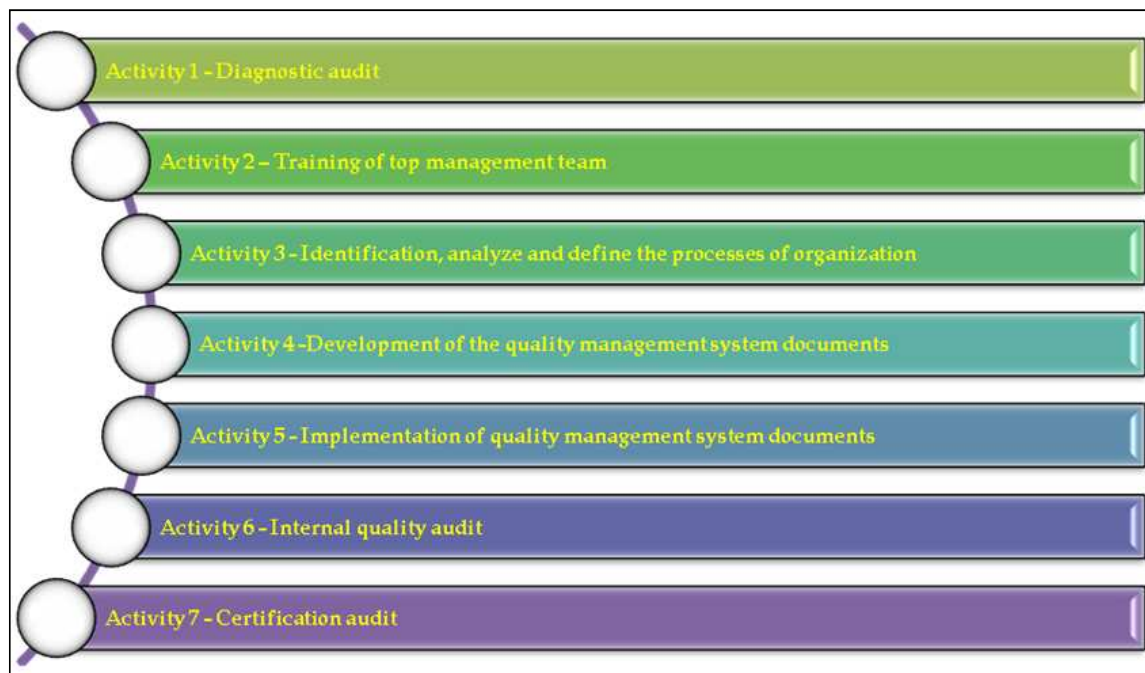 Activity 1 - Diagnostic audit
Activity 2 – Training of top management team
Activity 3 - Identification, analyze and define the processes of organization
Activity 4 -Development of the quality management system documents
Activity 5 - Implementation of quality management system documents
Activity 6 - Internal quality audit
Activity 7 - Certification audit